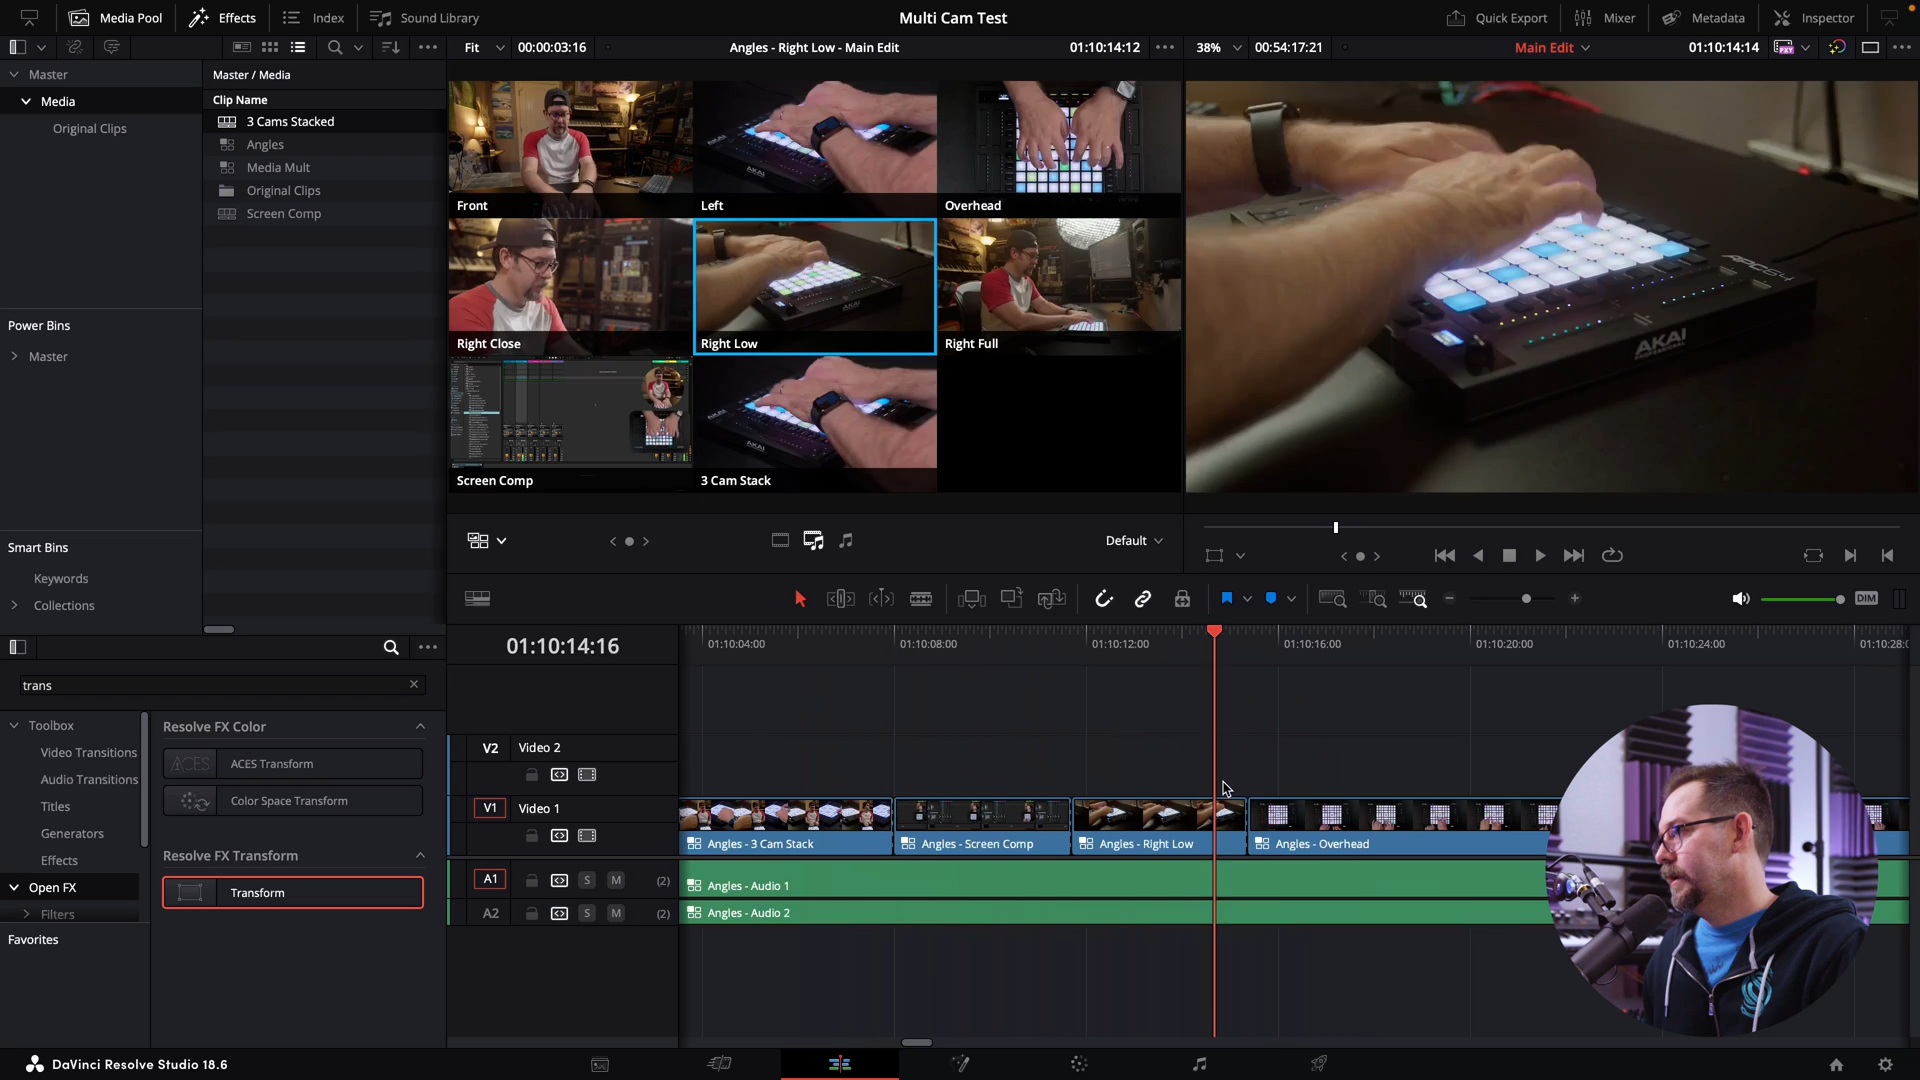 Media Pool
Effects
Index
Sound Library
Multi Cam Test
Quick Export
Mixer
Metadata
Inspector
Fit
00:00:03:16
Angles - Right Low - Main Edit
01:10:14:12
38%
00:54:17:21
Main Edit
01:10:14:14
Master
Media
Original Clips
Master / Media
Clip Name
3 Cams Stacked
Angles
Media Mult
Original Clips
Screen Comp
Power Bins
Master
Smart Bins
Keywords
Collections
Front
Left
Overhead
Right Close
Right Low
Right Full
Screen Comp
3 Cam Stack
AKAI
APC64
Default
DIM
trans
Toolbox
Video Transitions
Audio Transitions
Titles
Generators
Effects
Open FX
Filters
Favorites
Resolve FX Color
ACES
ACES Transform
Color Space Transform
Resolve FX Transform
Transform
01:10:14:16
01:10:04:00
01:10:08:00
01:10:12:00
01:10:16:00
01:10:20:00
01:10:24:00
V2
Video 2
V1
Video 1
Angles - 3 Cam Stack
Angles - Screen Comp
Angles - Right Low
Angles - Overhead
A1
S
M
(2)
Angles - Audio 1
A2
S
M
(2)
Angles - Audio 2
DaVinci Resolve Studio 18.6